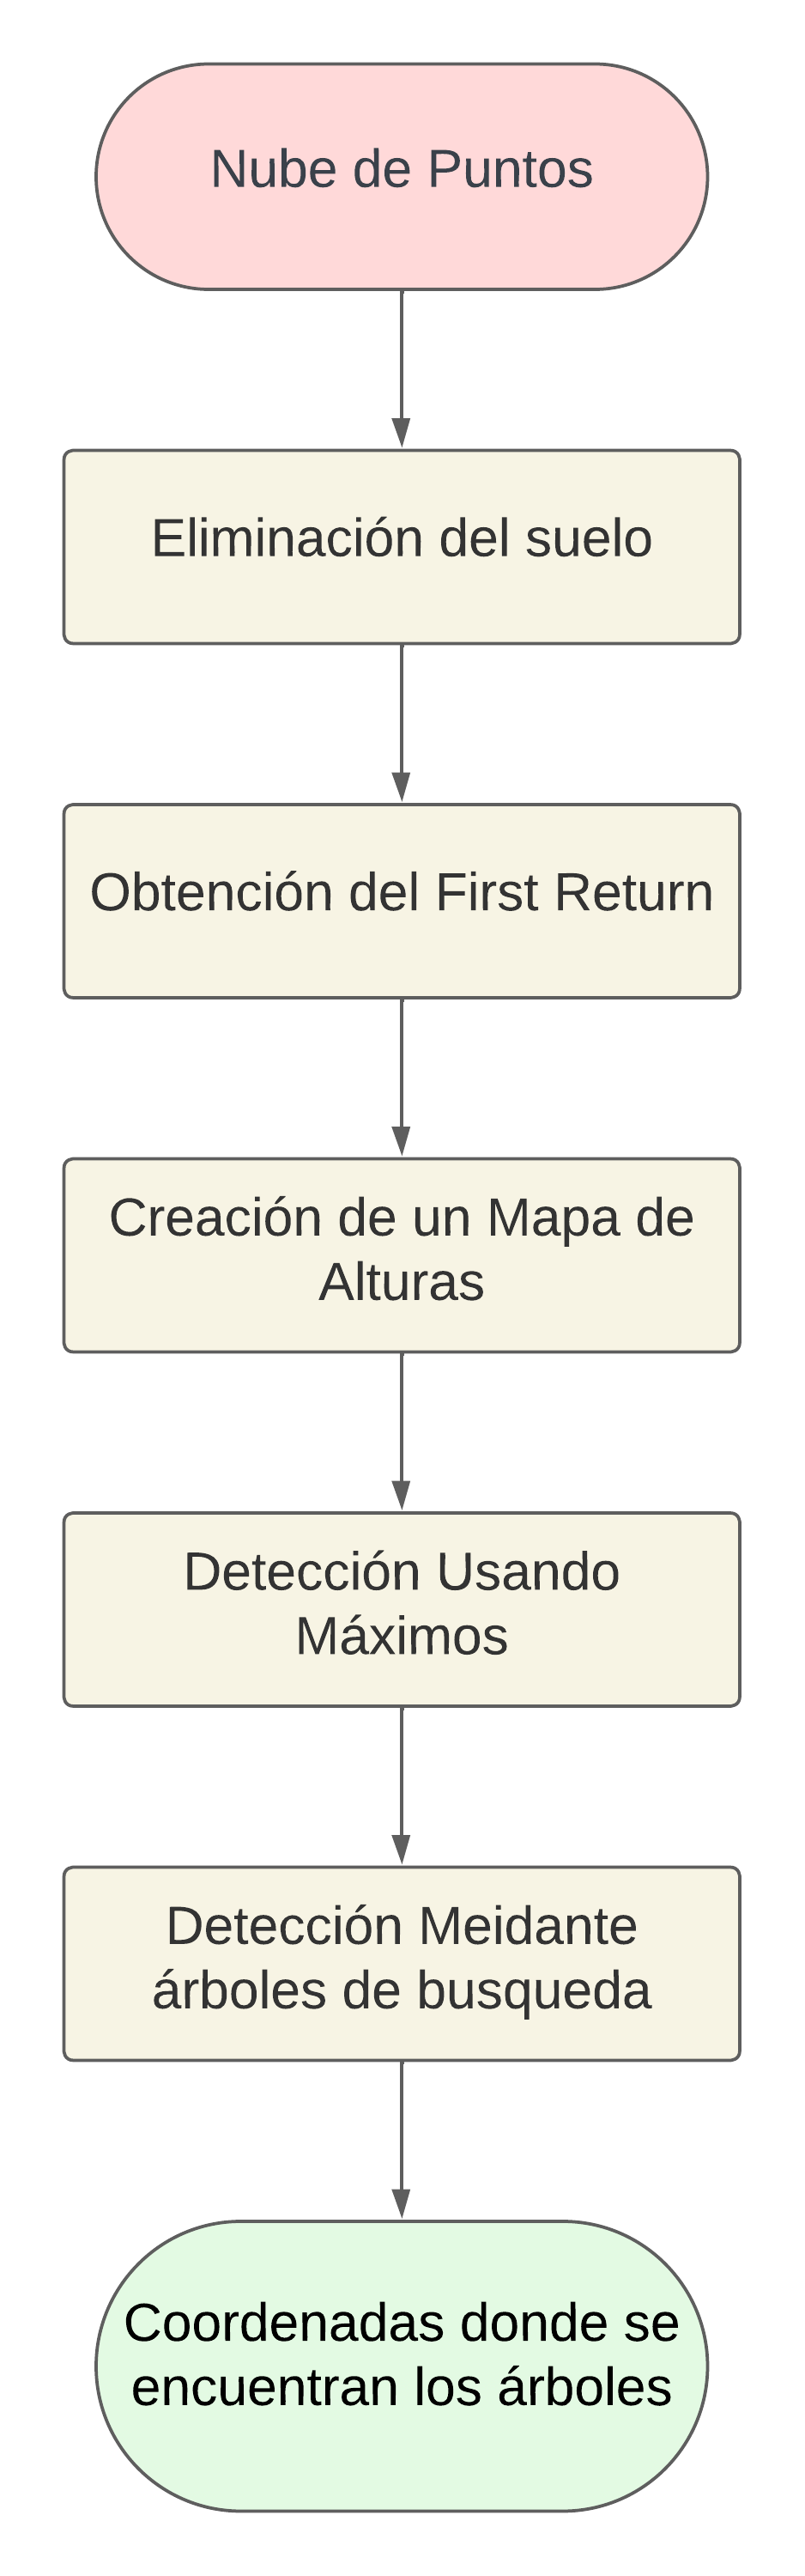 Nube de Puntos
Eliminación del suelo
Obtención del First Return
Creación de un Mapa de
Alturas
Detección Usando
Máximos
Detección Meidante
árboles de busqueda
Coordenadas donde se
encuentran los árboles